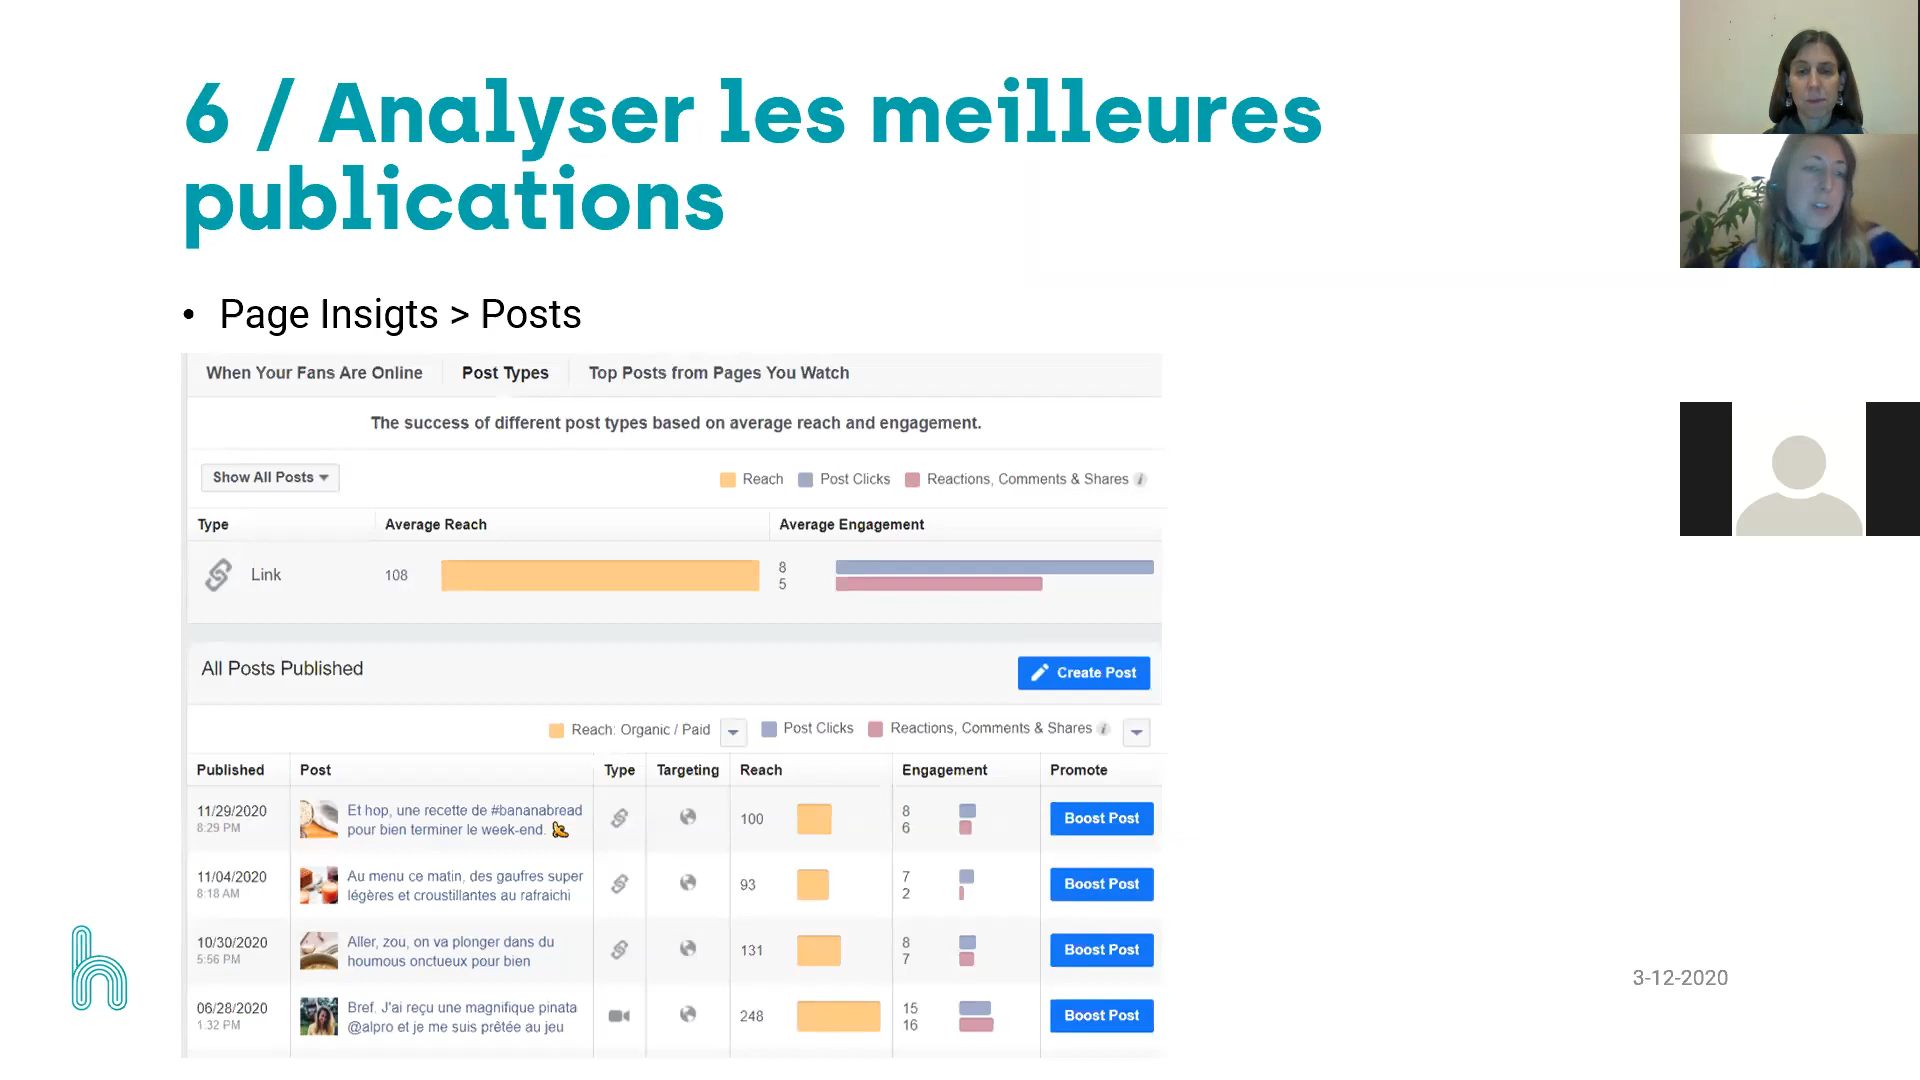 6 / Analyser les meilleures
publications
• Page Insigts > Posts
When Your Fans Are Online Post Types Top Posts from Pages You Watch
The success of different post types based on average reach and engagement.
Show All Posts Reach Post Clicks Reactions, Comments & Shares i
Type Average Reach Average Engagement
Link 108 8
5
All Posts Published Create Post
Reach: Organic / Paid Post Clicks Reactions, Comments & Shares i
Published Post Type Targeting Reach Engagement Promote
11/29/2020 Et hop, une recette de #bananabread 100 8 Boost Post
8:29 PM pour bien terminer le week-end. 6
11/04/2020 Au menu ce matin, des gaufres super 93 7 Boost Post
8:18 AM légères et croustillantes au rafraichi 2
10/30/2020 Aller, zou, on va plonger dans du 131 8 Boost Post
5:56 PM houmous onctueux pour bien 7
06/28/2020 Bref. J'ai reçu une magnifique pinata 248 15 Boost Post
1:32 PM @alpro et je me suis prêtée au jeu 16
3-12-2020